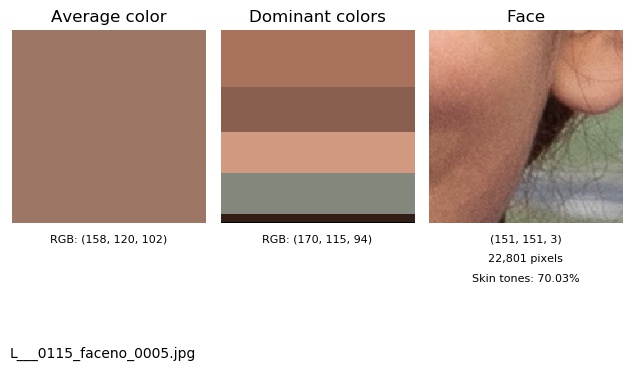 Average color
Dominant colors
Face
RGB: (158, 120, 102)
RGB: (170, 115, 94)
(151, 151, 3)
22,801 pixels
Skin tones: 70.03%
L___0115_faceno_0005.jpg